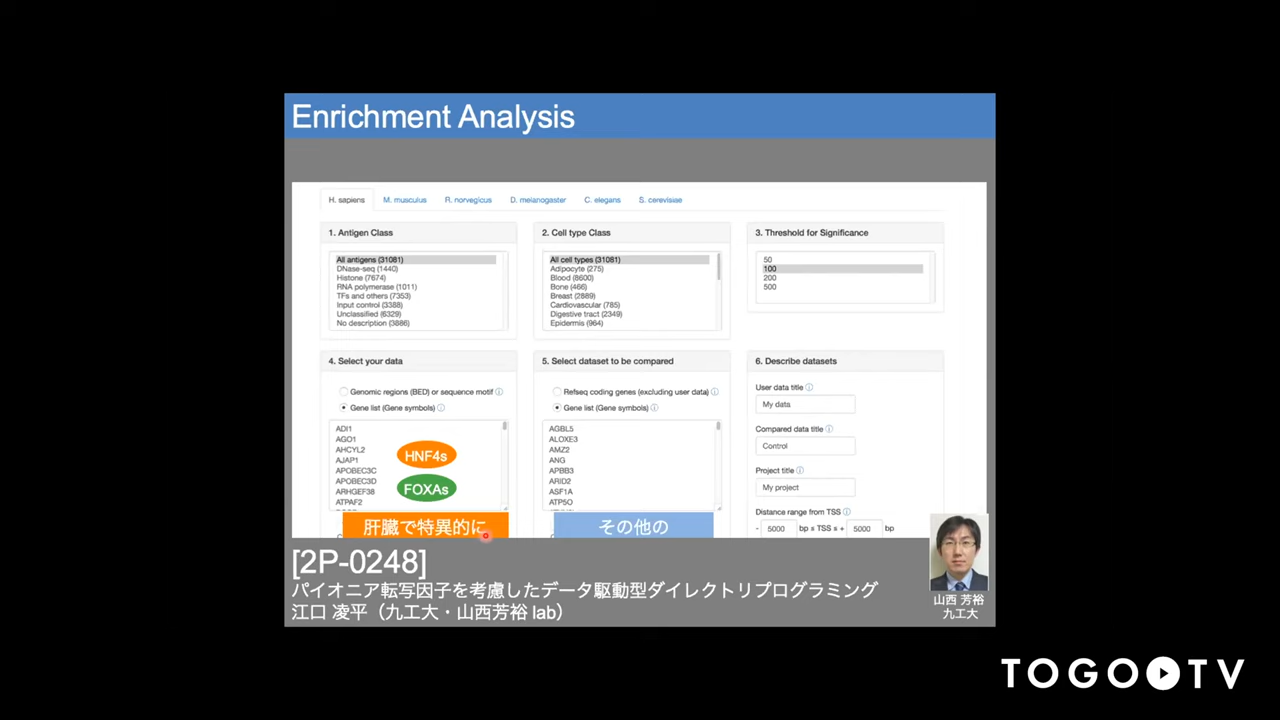 Enrichment Analysis
H. sapiens M. musculus R. norvegicus D. melanogaster C. elegans S. cerevisiae
1. Antigen Class
All antigens (31081)
DNase-seq (1440)
Histone (7674)
RNA polymerase (1011)
TFs and others (7353)
Input control (3388)
Unclassified (6329)
No description (3886)
2. Cell type Class
All cell types (31081)
Adipocyte (275)
Blood (8600)
Bone (466)
Breast (2889)
Cardiovascular (785)
Digestive tract (2349)
Epidermis (964)
3. Threshold for Significance
50
100
200
500
4. Select your data
Genomic regions (BED) or sequence motif
Gene list (Gene symbols)
ADI1
AGO1
AHCYL2
AJAP1
APOBEC3C
APOBEC3D
ARHGEF38
ATPAF2
HNF4s
FOXAs
肝臓で特異的に
5. Select dataset to be compared
Refseq coding genes (excluding user data)
Gene list (Gene symbols)
AGBL5
ALOXE3
AMZ2
ANG
APBB3
ARID2
ASF1A
ATP5O
その他の
6. Describe datasets
User data title
My data
Compared data title
Control
Project title
My project
Distance range from TSS
- 5000 bp ≤ TSS ≤ + 5000 bp
[2P-0248]
パイオニア転写因子を考慮したデータ駆動型ダイレクトリプログラミング
江口 凌平（九工大・山西芳裕 lab）
山西 芳裕
九工大
TOGO TV